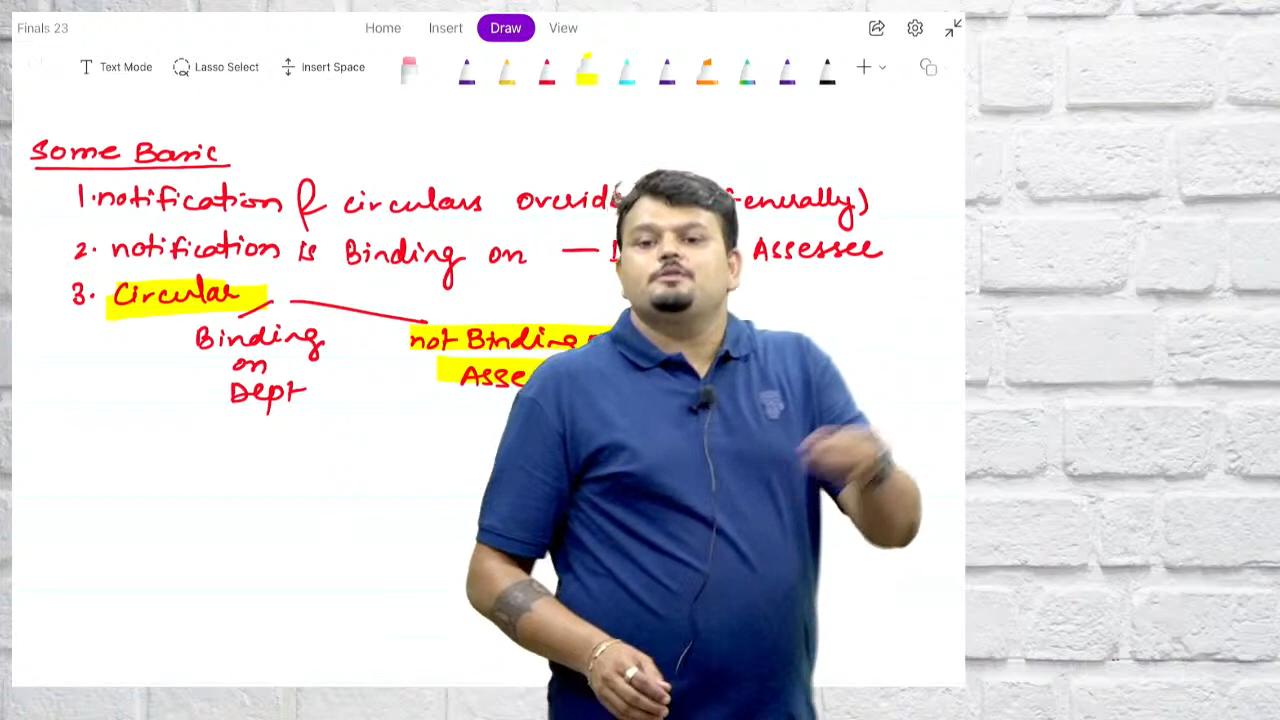 Finals 23
Home Insert Draw View
Text Mode Lasso Select Insert Space
Some Basic
1. notification & circulars
2. notification is Binding on — Assessee
3. Circular
Binding not Binding
on
Dept